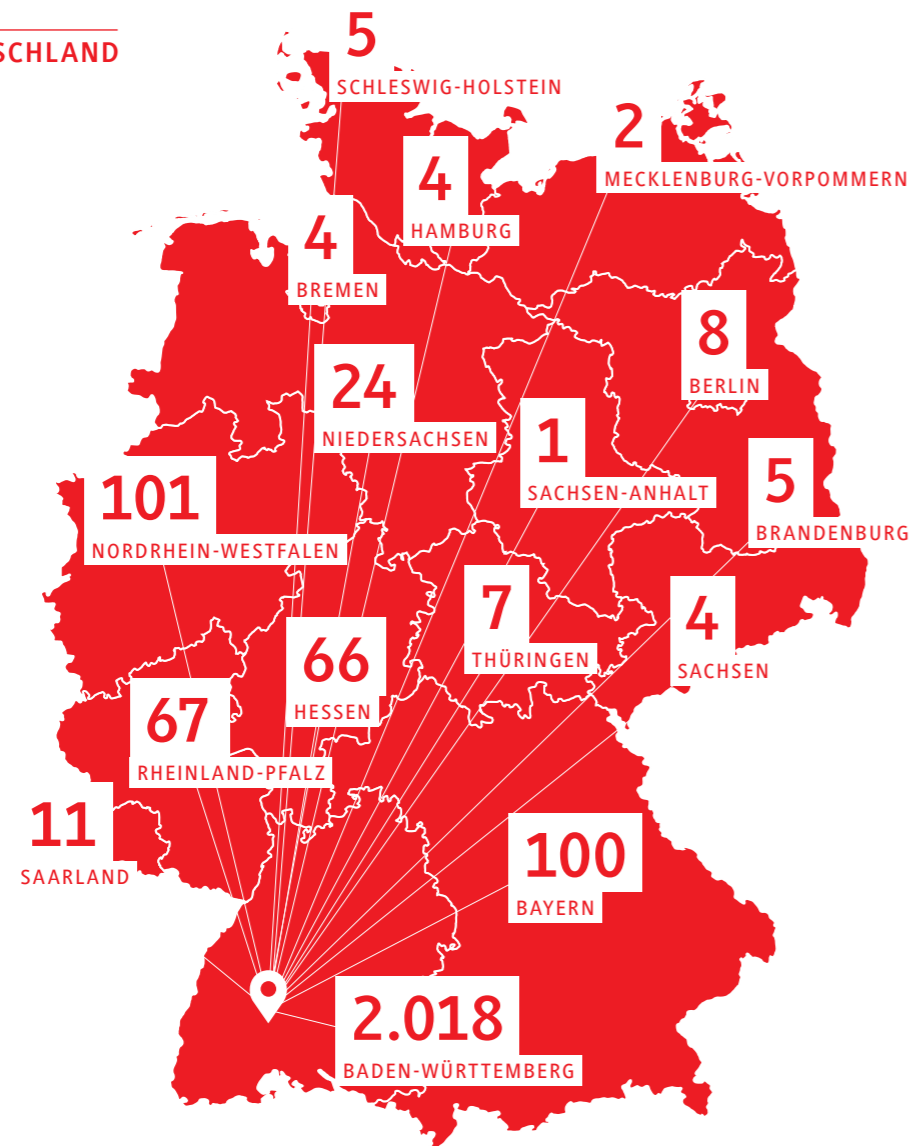 5
SCHLESWIG-HOLSTEIN
2
MECKLENBURG-VORPOMMERN
4
HAMBURG
4
BREMEN
8
BERLIN
24
NIEDERSACHSEN
1
SACHSEN-ANHALT
5
BRANDENBURG
101
NORDRHEIN-WESTFALEN
7
THÜRINGEN
4
SACHSEN
66
HESSEN
67
RHEINLAND-PFALZ
11
SAARLAND
100
BAYERN
2.018
BADEN-WÜRTTEMBERG